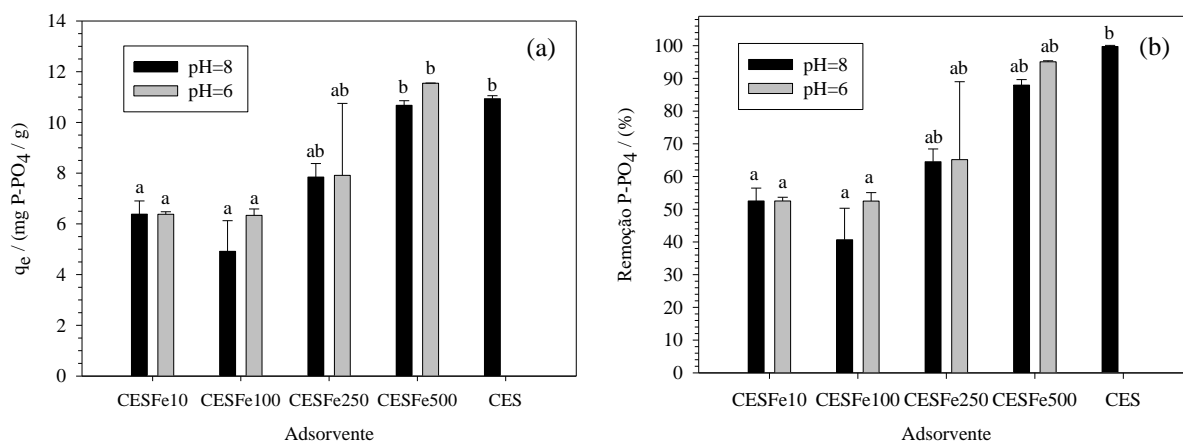 (a)
pH=8
pH=6
qe / (mg P-PO4 / g)
14
12
10
8
6
4
2
0
a
a
a
a
ab
ab
b
b
b
CESFe10
CESFe100
CESFe250
CESFe500
CES
Adsorvente
(b)
pH=8
pH=6
Remoção P-PO4 / (%)
100
90
80
70
60
50
40
30
20
10
0
a
a
a
a
ab
ab
ab
ab
b
CESFe10
CESFe100
CESFe250
CESFe500
CES
Adsorvente